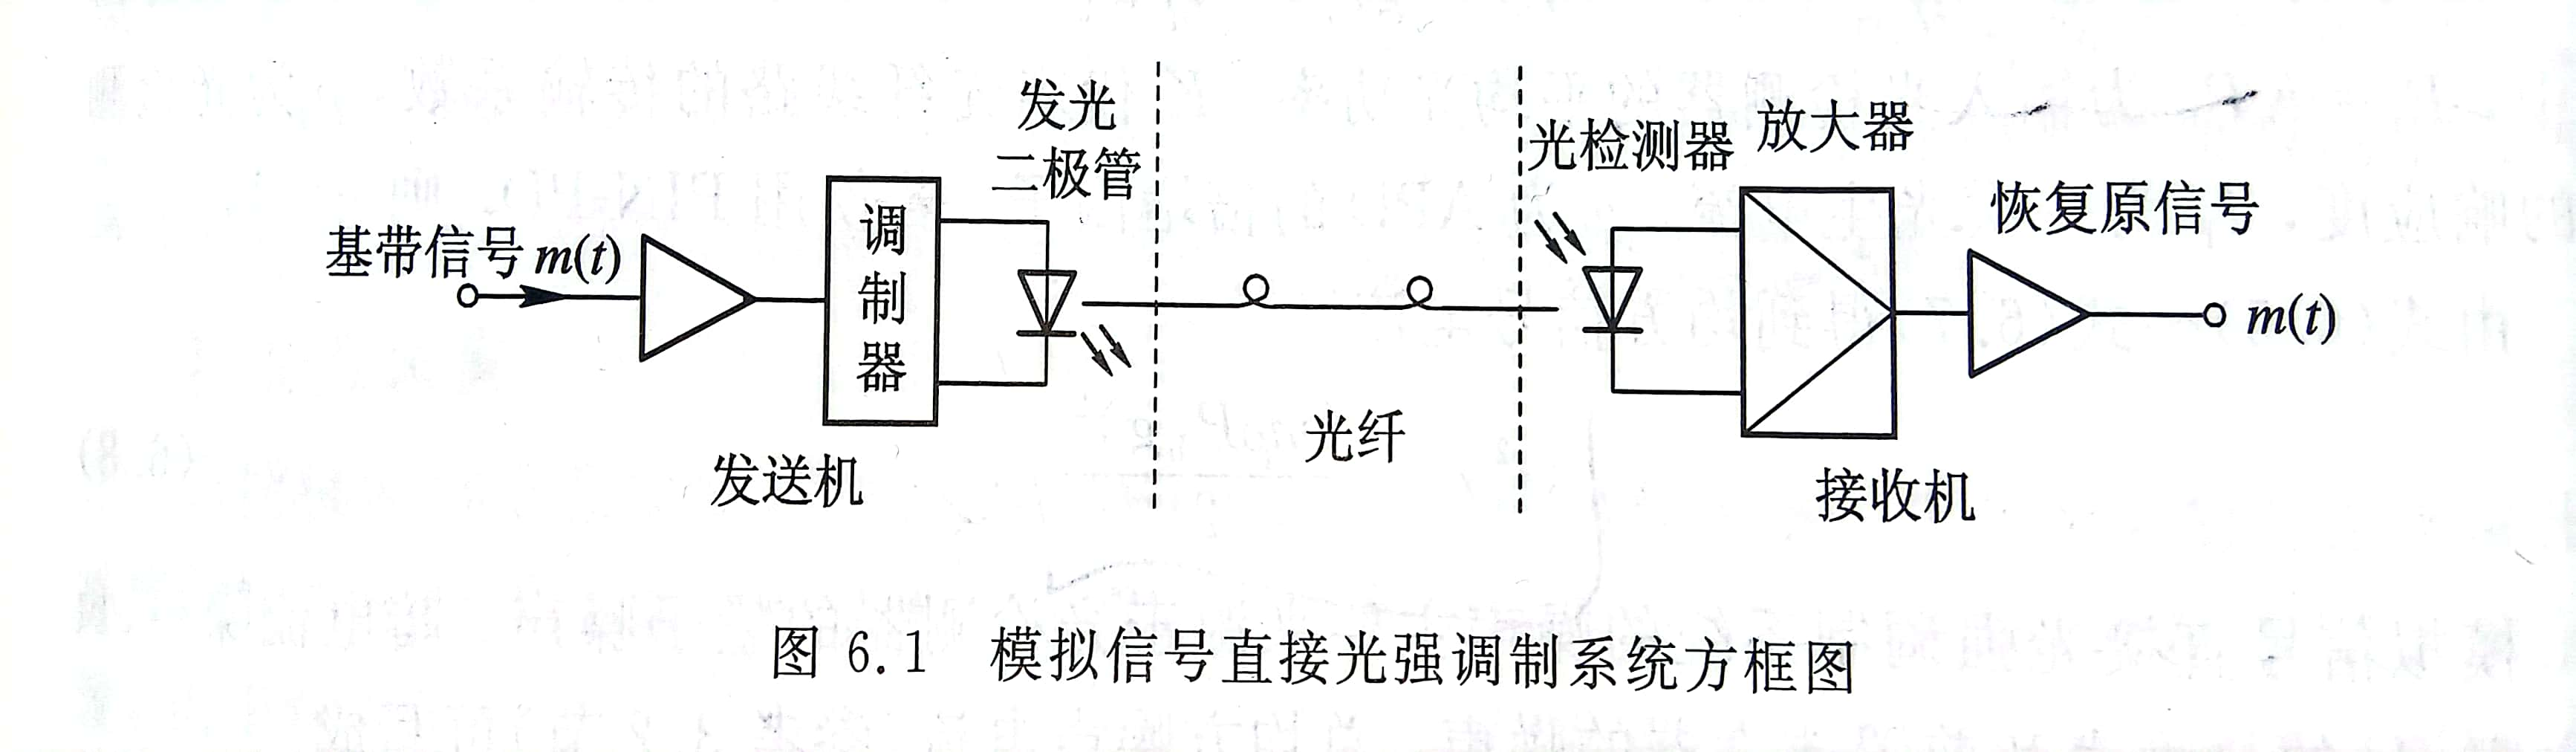 发光
二极管
光检测器
放大器
基带信号 m(t)
调
制
器
恢复原信号
m(t)
光纤
发送机
接收机
图 6.1 模拟信号直接光强调制系统方框图